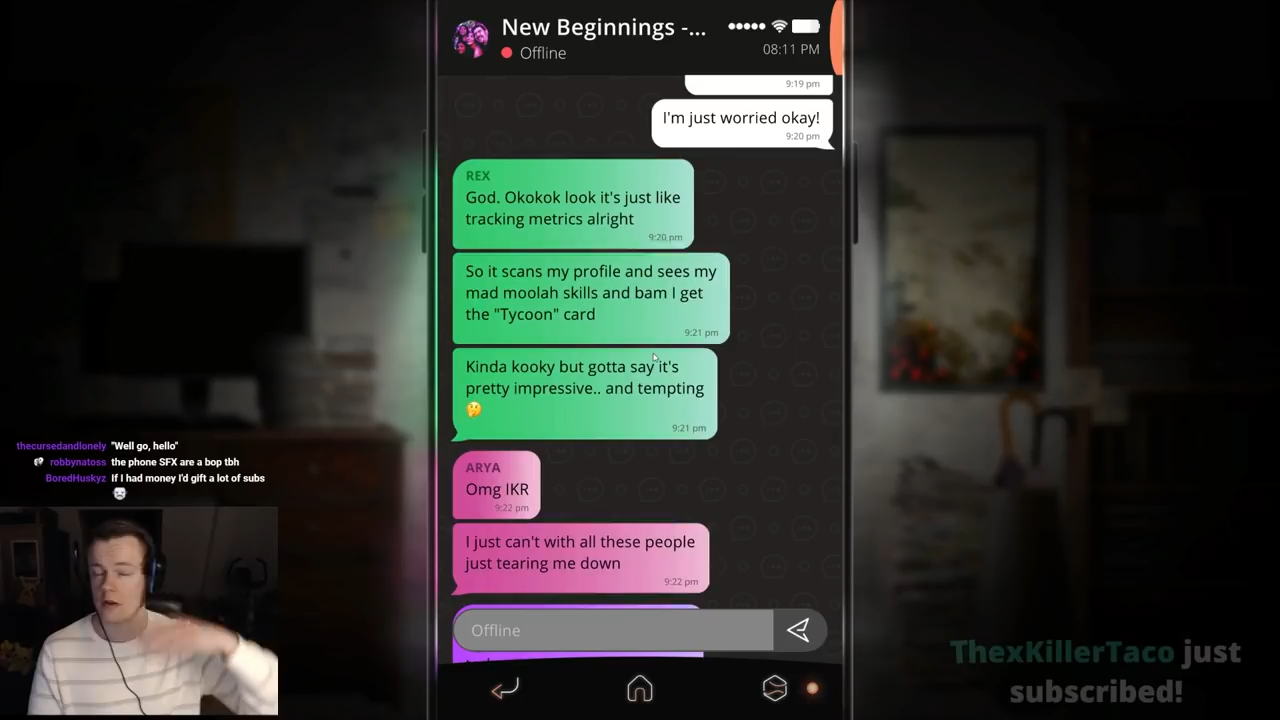 New Beginnings -...
Offline
08:11 PM
9:19 pm
I'm just worried okay!
9:20 pm
REX
God. Okokok look it's just like
tracking metrics alright
9:20 pm
So it scans my profile and sees my
mad moolah skills and bam I get
the "Tycoon" card
9:21 pm
Kinda kooky but gotta say it's
pretty impressive.. and tempting
🤔
9:21 pm
ARYA
Omg IKR
9:22 pm
I just can't with all these people
just tearing me down
9:22 pm
Offline
thecursedandlonely "Well go, hello"
robbynatoss the phone SFX are a bop tbh
BoredHuskyz If I had money I'd gift a lot of subs
ThexKillerTaco just
subscribed!